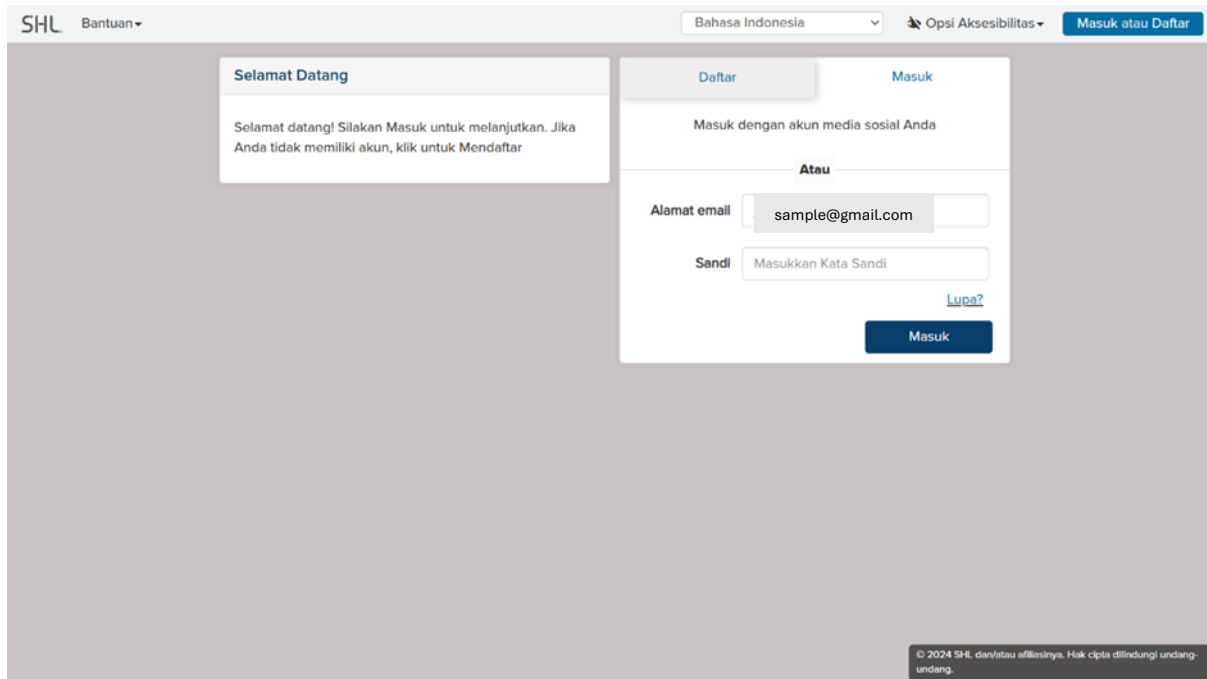 SHL. Bantuan Bahasa Indonesia Opsi Aksesibilitas Masuk atau Daftar
Selamat Datang
Selamat datang! Silakan Masuk untuk melanjutkan. Jika
Anda tidak memiliki akun, klik untuk Mendaftar
Daftar Masuk
Masuk dengan akun media sosial Anda
Atau
Alamat email sample@gmail.com
Sandi Masukkan Kata Sandi
Lupa?
Masuk
© 2024 SHL dan/atau afiliasinya. Hak cipta dilindungi undang-
undang.